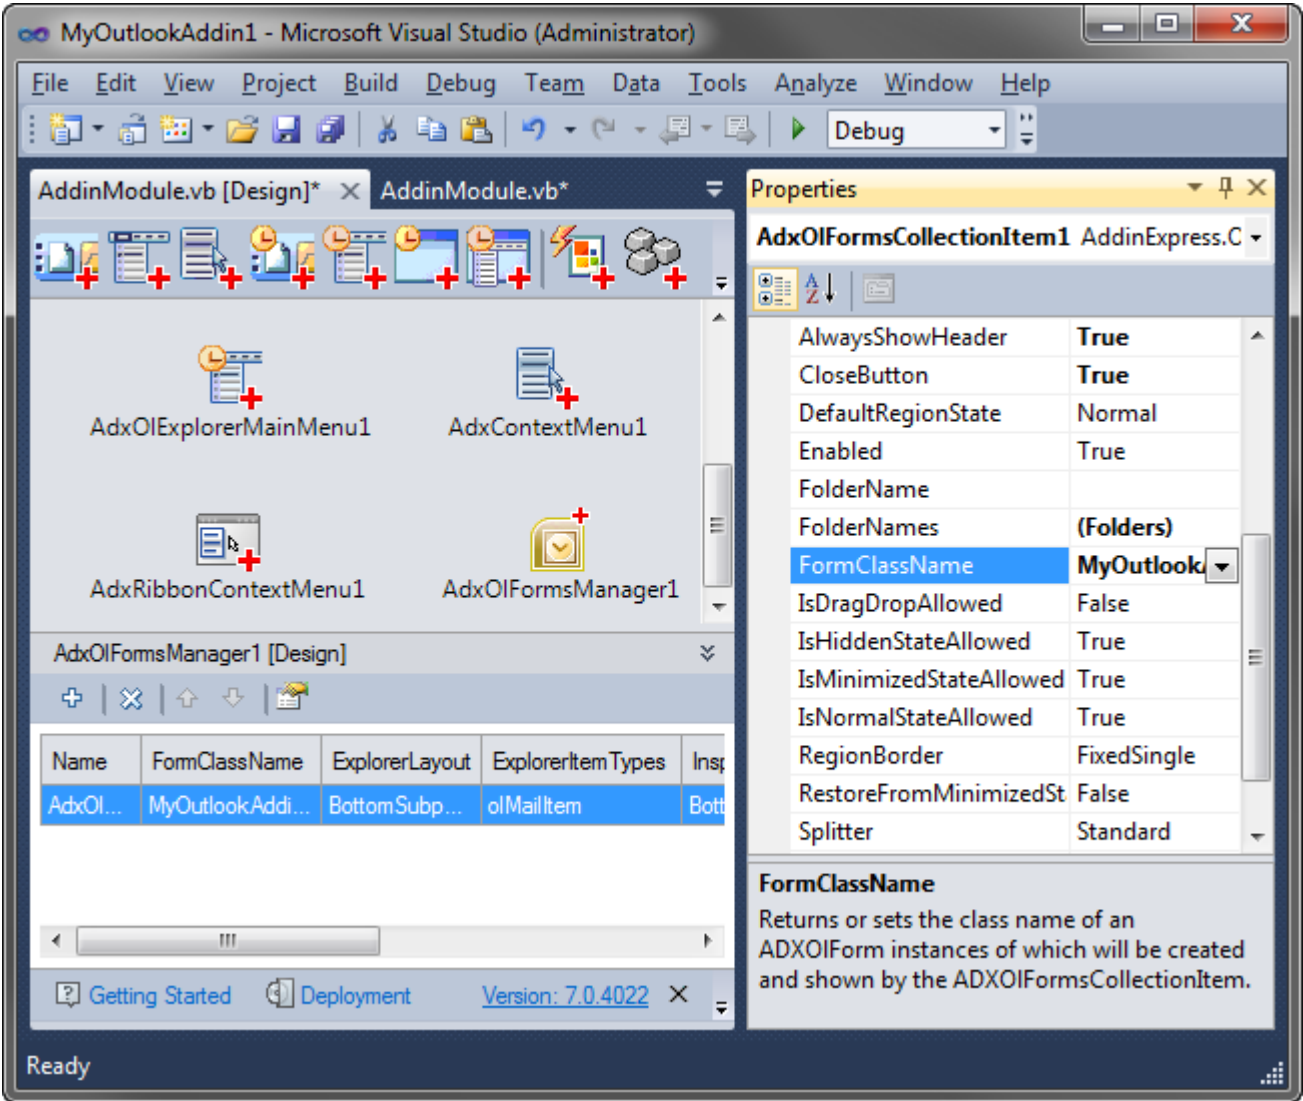 MyOutlookAddin1 - Microsoft Visual Studio (Administrator)
File Edit View Project Build Debug Team Data Tools Analyze Window Help
Debug
AddinModule.vb [Design]* AddinModule.vb*
AdxOlExplorerMainMenu1 AdxContextMenu1
AdxRibbonContextMenu1 AdxOlFormsManager1
AdxOlFormsManager1 [Design]
Name FormClassName ExplorerLayout ExplorerItemTypes Insp
AdxOl... MyOutlookAddi... BottomSubp... olMailItem Bott
Getting Started Deployment Version: 7.0.4022
Properties
AdxOlFormsCollectionItem1 AddinExpress.O
AlwaysShowHeader True
CloseButton True
DefaultRegionState Normal
Enabled True
FolderName
FolderNames (Folders)
FormClassName MyOutlookA
IsDragDropAllowed False
IsHiddenStateAllowed True
IsMinimizedStateAllowed True
IsNormalStateAllowed True
RegionBorder FixedSingle
RestoreFromMinimizedSt False
Splitter Standard
FormClassName
Returns or sets the class name of an
ADXOlForm instances of which will be created
and shown by the ADXOlFormsCollectionItem.
Ready